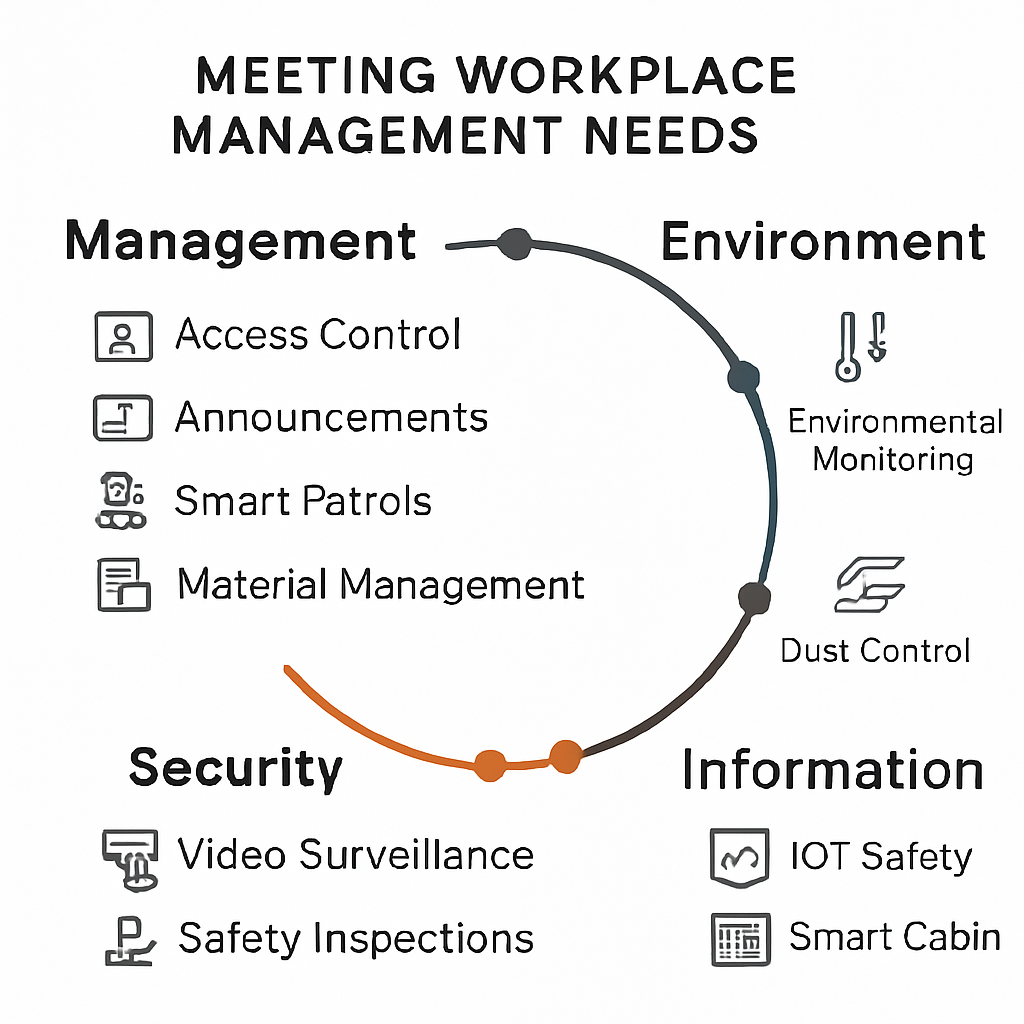 MEETING WORKPLACE
MANAGEMENT NEEDS
Management
Access Control
Announcements
Smart Patrols
Material Management
Environment
Environmental
Monitoring
Dust Control
Security
Video Surveillance
Safety Inspections
Information
IOT Safety
Smart Cabin